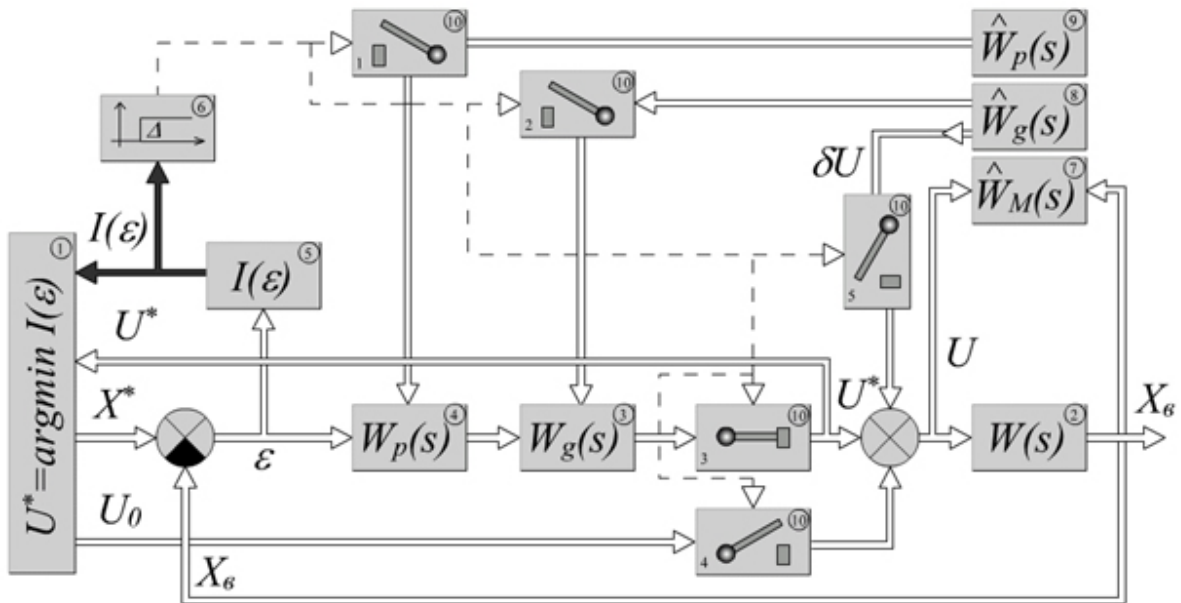 ⑩
1
⑨
Ŵp(s)
⑩
2
⑧
Ŵg(s)
⑥
Δ
δU
⑦
ŴM(s)
⑩
5
①
U*=argmin I(ε)
I(ε)
⑤
I(ε)
U*
X*
ε
④
Wp(s)
③
Wg(s)
⑩
3
U*
U
②
W(s)
Xв
U0
⑩
4
Xв